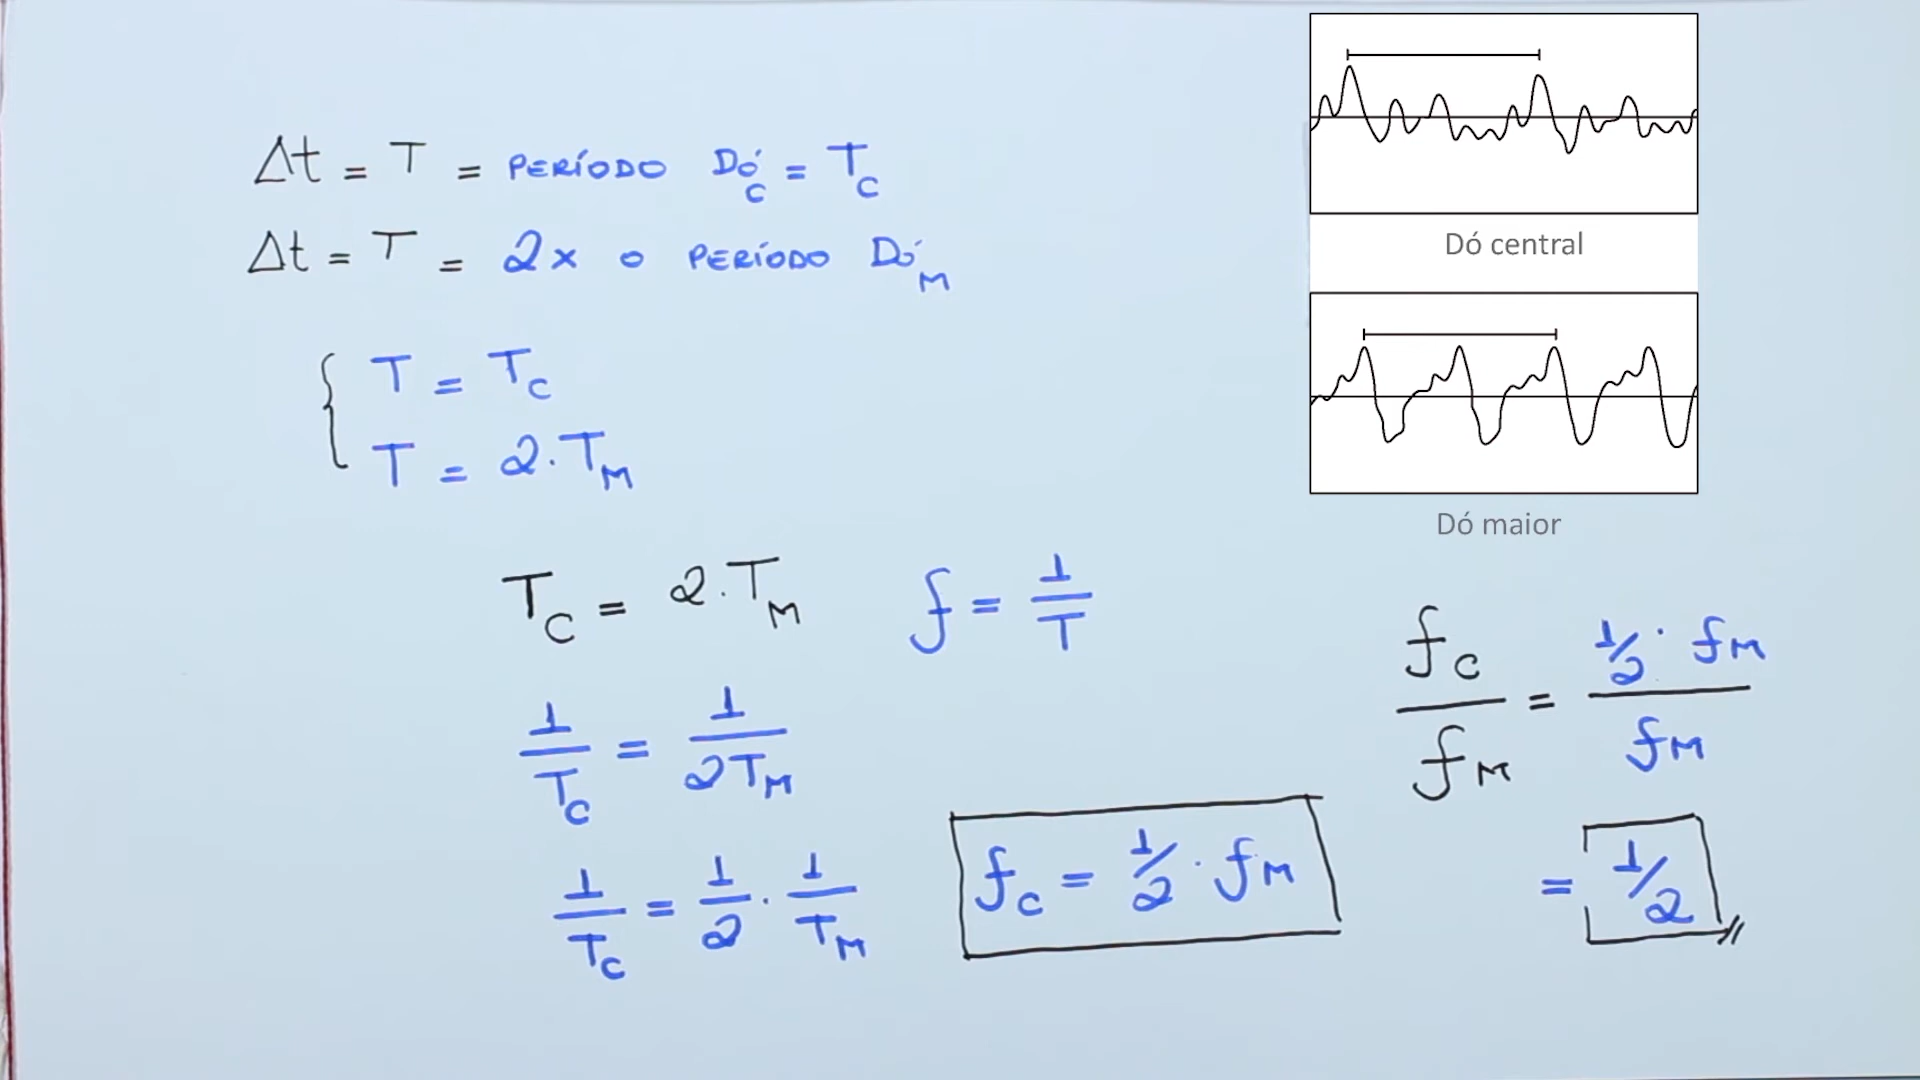 Δt = T = PERÍODO DÓ_C = T_C
Δt = T = 2x O PERÍODO DÓ_M
{ T = T_C
T = 2.T_M
T_C = 2.T_M
f = 1/T
1/T_C = 1/2T_M
1/T_C = 1/2 . 1/T_M
f_C = 1/2 . f_M
Dó central
Dó maior
f_C/f_M = 1/2 . f_M/f_M
= 1/2 //